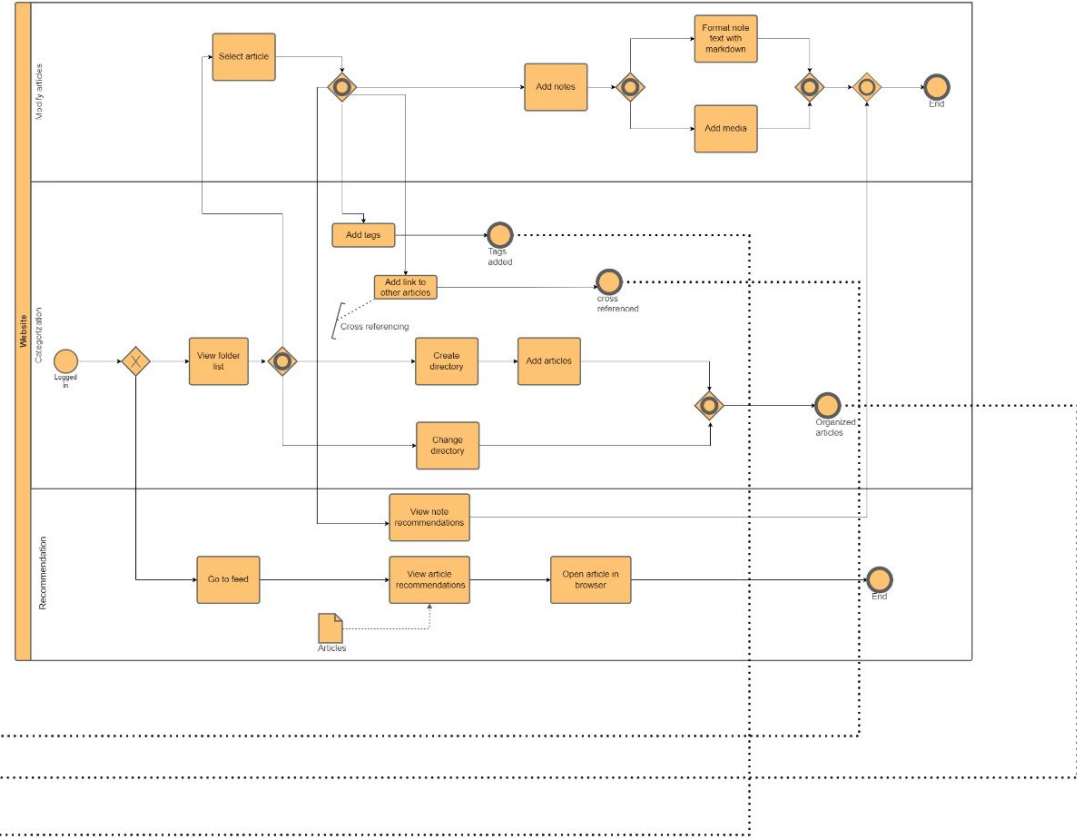 Website
Modify articles
Select article
Add notes
Format note
text with
markdown
Add media
End
Categorization
Add tags
Tags
added
Add link to
other articles
cross
referenced
Cross referencing
Logged
in
X
View folder
list
Create
directory
Add articles
Change
directory
Organized
articles
Recommendation
View note
recommendations
Go to feed
View article
recommendations
Open article in
browser
End
Articles